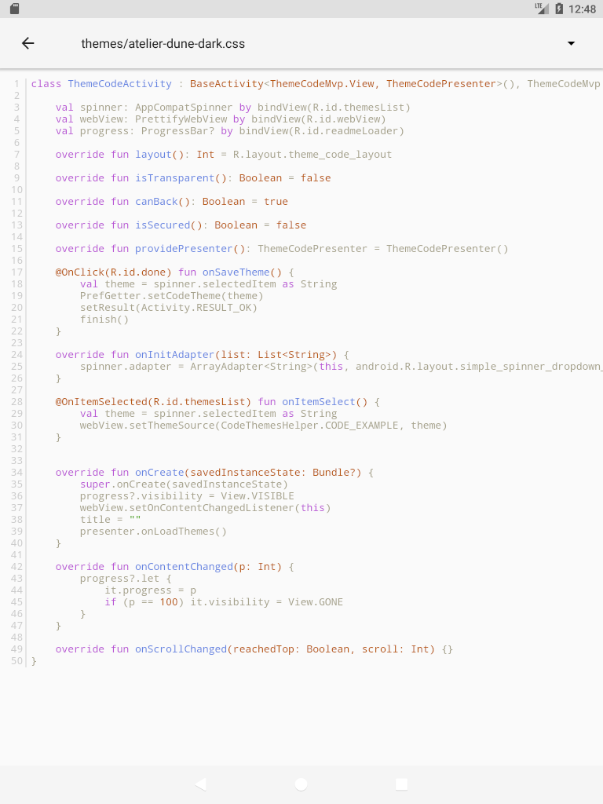 LTE 12:48
themes/atelier-dune-dark.css
1 class ThemeCodeActivity : BaseActivity<ThemeCodeMvp.View, ThemeCodePresenter>(), ThemeCodeMvp
2
3 val spinner: AppCompatSpinner by bindView(R.id.themesList)
4 val webView: PrettifyWebView by bindView(R.id.webView)
5 val progress: ProgressBar? by bindView(R.id.readmeLoader)
6
7 override fun layout(): Int = R.layout.theme_code_layout
8
9 override fun isTransparent(): Boolean = false
10
11 override fun canBack(): Boolean = true
12
13 override fun isSecured(): Boolean = false
14
15 override fun providePresenter(): ThemeCodePresenter = ThemeCodePresenter()
16
17 @OnClick(R.id.done) fun onSaveTheme() {
18 val theme = spinner.selectedItem as String
19 PrefGetter.setCodeTheme(theme)
20 setResult(Activity.RESULT_OK)
21 finish()
22 }
23
24 override fun onInitAdapter(list: List<String>) {
25 spinner.adapter = ArrayAdapter<String>(this, android.R.layout.simple_spinner_dropdown_
26 }
27
28 @OnItemSelected(R.id.themesList) fun onItemSelect() {
29 val theme = spinner.selectedItem as String
30 webView.setThemeSource(CodeThemesHelper.CODE_EXAMPLE, theme)
31 }
32
33
34 override fun onCreate(savedInstanceState: Bundle?) {
35 super.onCreate(savedInstanceState)
36 progress?.visibility = View.VISIBLE
37 webView.setOnContentChangedListener(this)
38 title = ""
39 presenter.onLoadThemes()
40 }
41
42 override fun onContentChanged(p: Int) {
43 progress?.let {
44 it.progress = p
45 if (p == 100) it.visibility = View.GONE
46 }
47 }
48
49 override fun onScrollChanged(reachedTop: Boolean, scroll: Int) {}
50 }